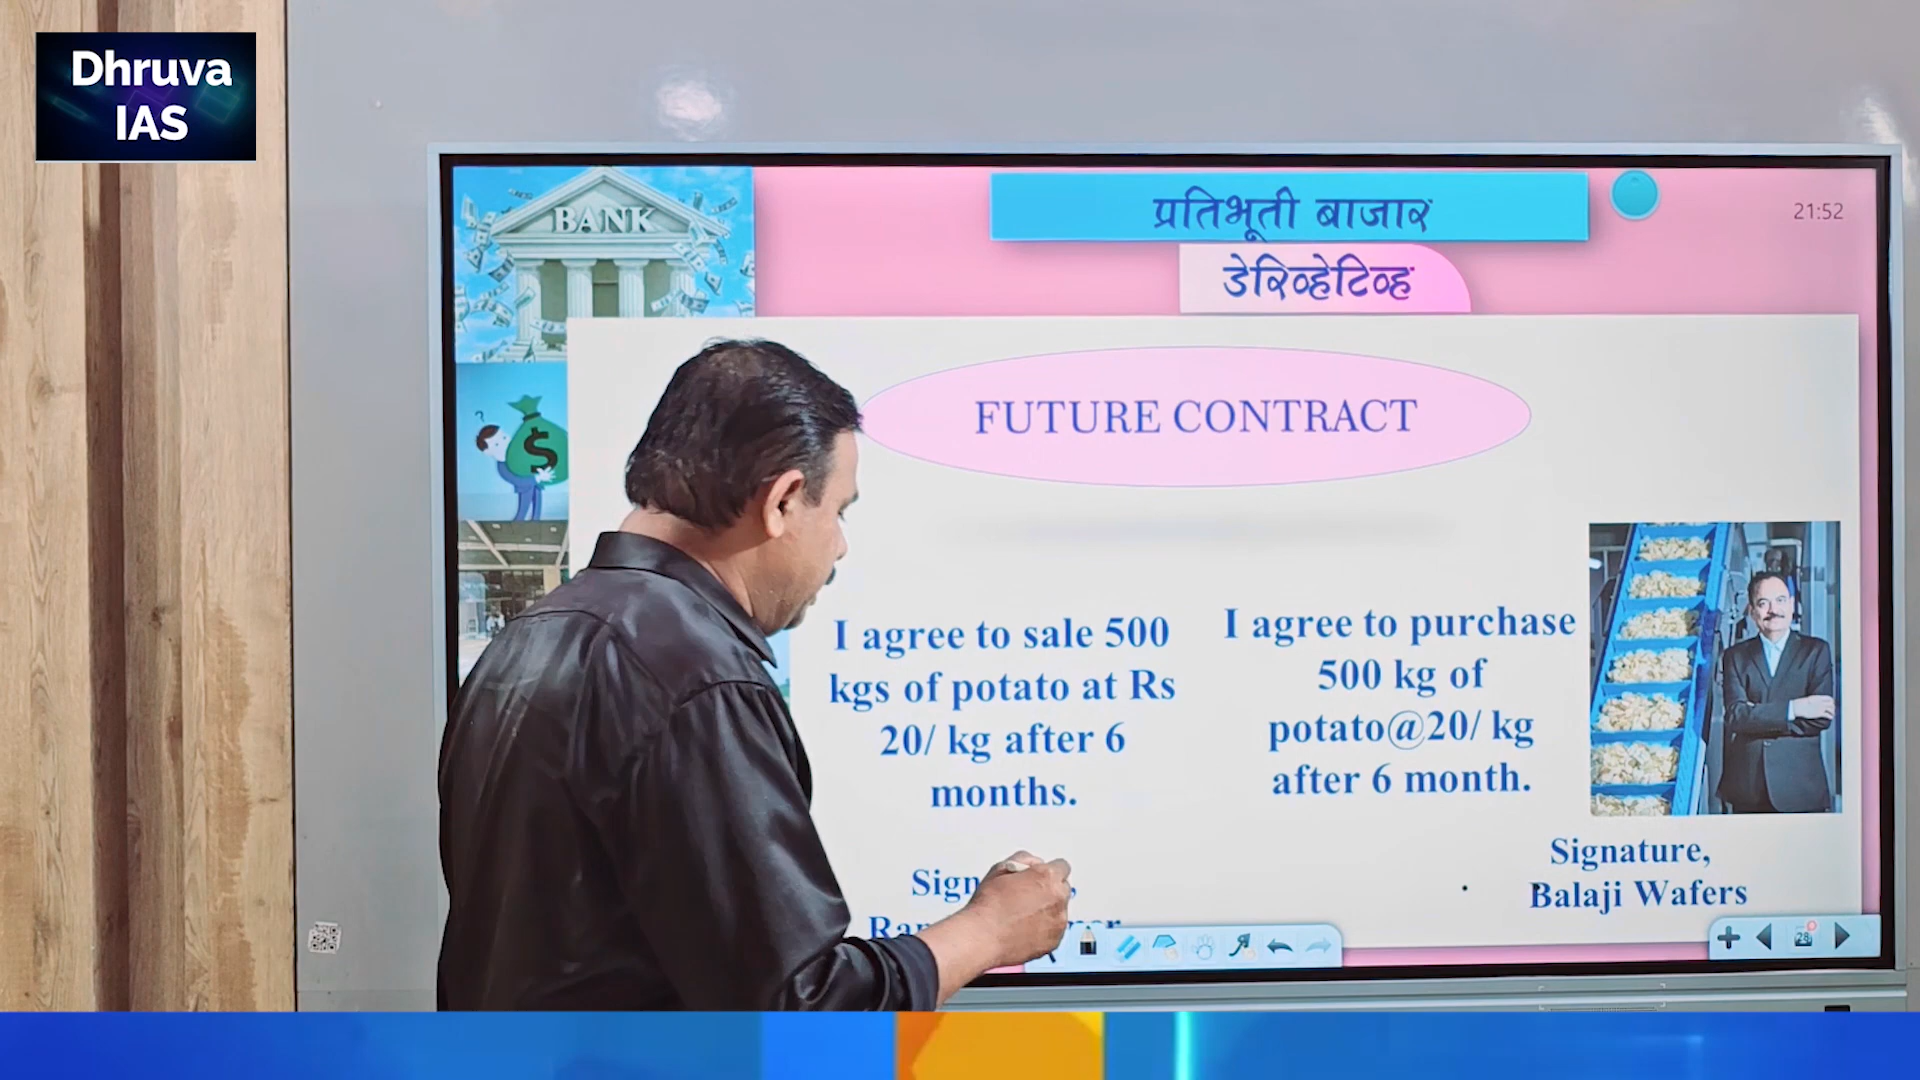 Dhruva
IAS
BANK
प्रतिभूती बाजार
21:52
डेरिव्हेटिव्ह
FUTURE CONTRACT
I agree to sale 500
kgs of potato at Rs
20/ kg after 6
months.
I agree to purchase
500 kg of
potato@20/ kg
after 6 month.
Signature,
Balaji Wafers
28